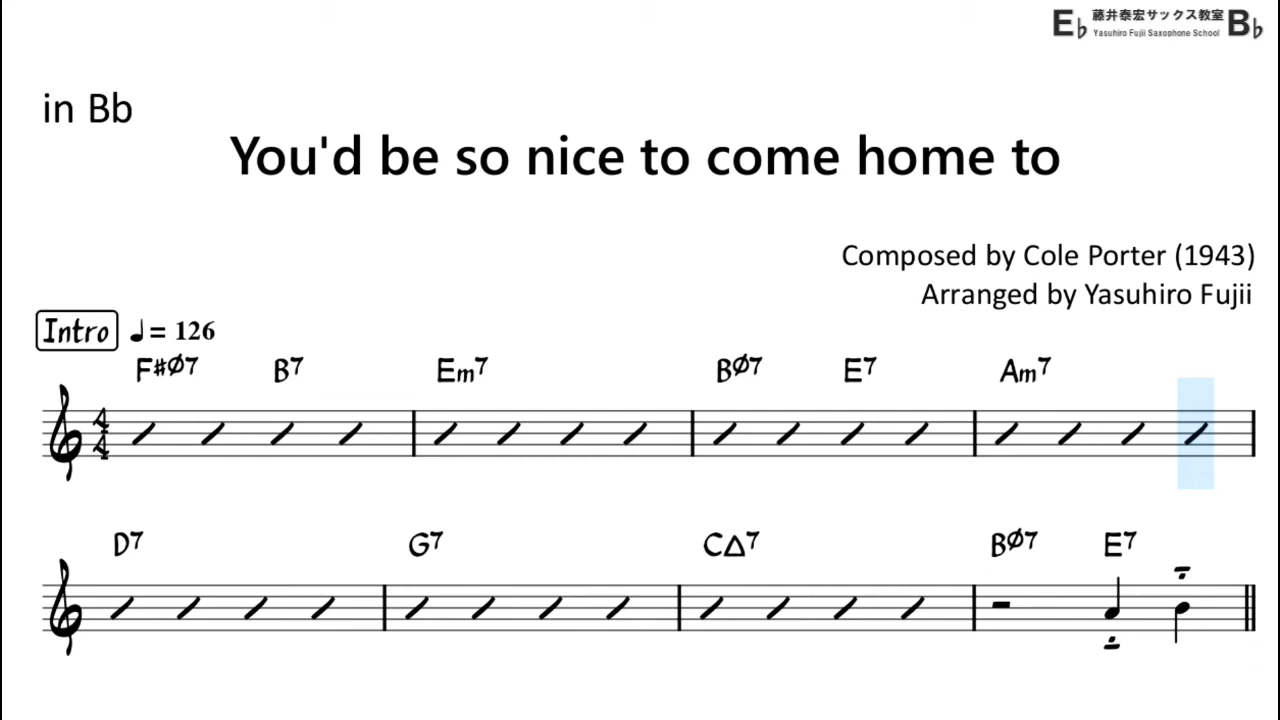 E♭ 藤井泰宏サックス教室 B♭
Yasuhiro Fujii Saxophone School
in Bb
You'd be so nice to come home to
Composed by Cole Porter (1943)
Arranged by Yasuhiro Fujii
Intro ♩= 126
F#Ø7 B7 Em7 BØ7 E7 Am7
4/4
D7 G7 C△7 BØ7 E7